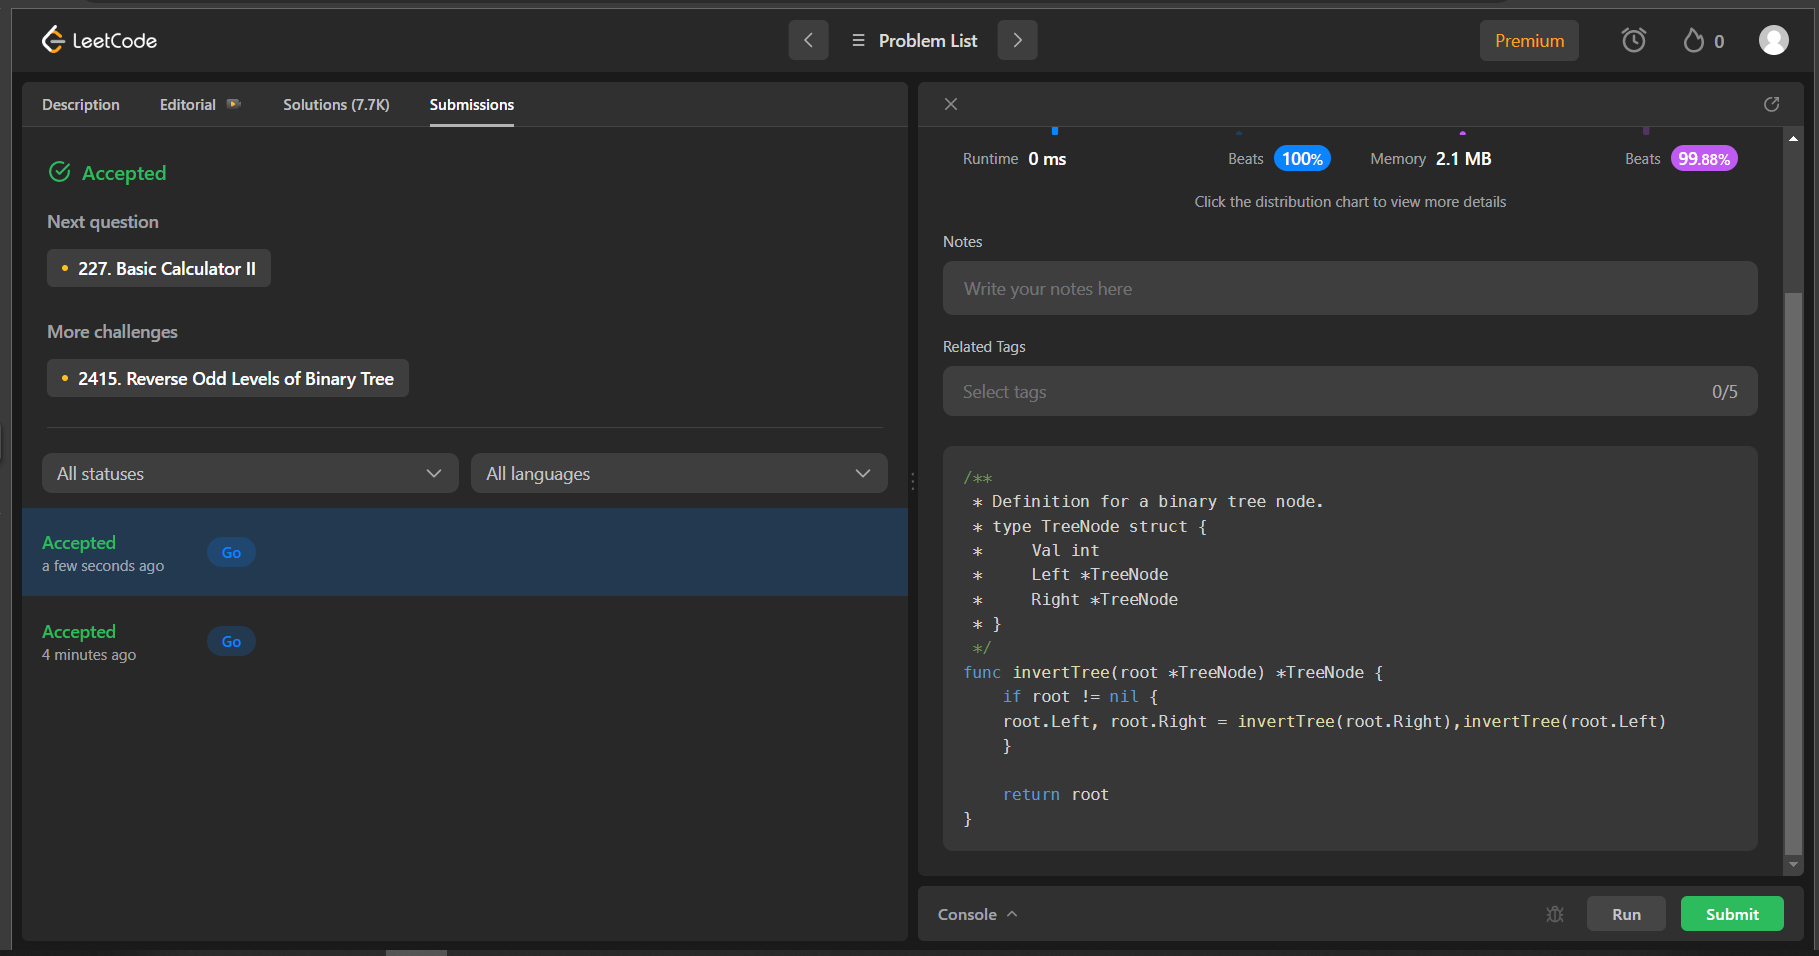 LeetCode
Problem List
Premium
0
Description
Editorial
Solutions (7.7K)
Submissions
Accepted
Next question
227. Basic Calculator II
More challenges
2415. Reverse Odd Levels of Binary Tree
All statuses
All languages
Accepted
a few seconds ago
Go
Accepted
4 minutes ago
Go
Runtime 0 ms
Beats 100%
Memory 2.1 MB
Beats 99.88%
Click the distribution chart to view more details
Notes
Write your notes here
Related Tags
Select tags
0/5
/**
 * Definition for a binary tree node.
 * type TreeNode struct {
 *     Val int
 *     Left *TreeNode
 *     Right *TreeNode
 * }
 */
func invertTree(root *TreeNode) *TreeNode {
    if root != nil {
    root.Left, root.Right = invertTree(root.Right),invertTree(root.Left)
    }
    return root
}
Console
Run
Submit